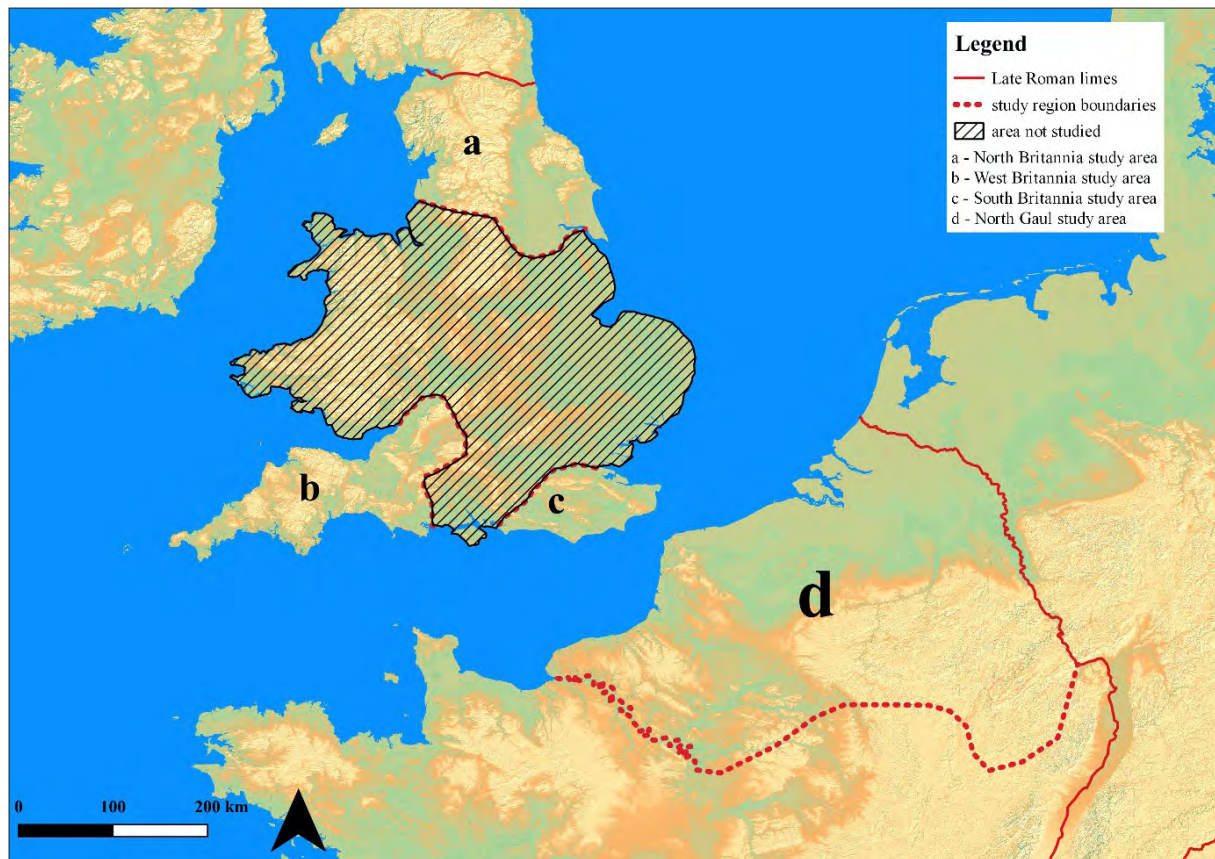 Legend
Late Roman limes
study region boundaries
area not studied
a - North Britannia study area
b - West Britannia study area
c - South Britannia study area
d - North Gaul study area
a
b
c
d
0 100 200 km